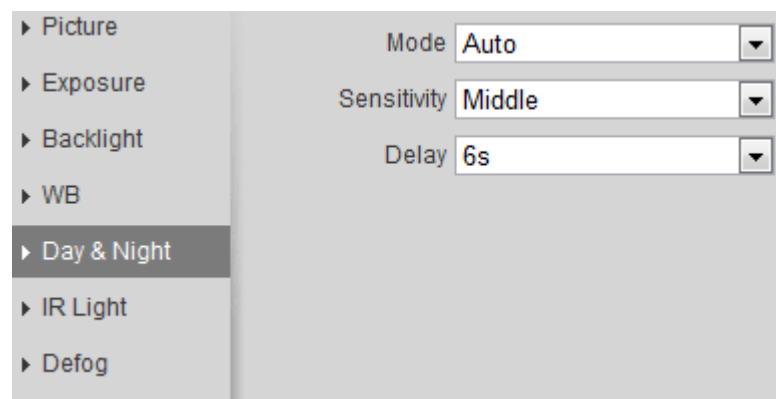 Picture
Exposure
Backlight
WB
Day & Night
IR Light
Defog
Mode Auto
Sensitivity Middle
Delay 6s